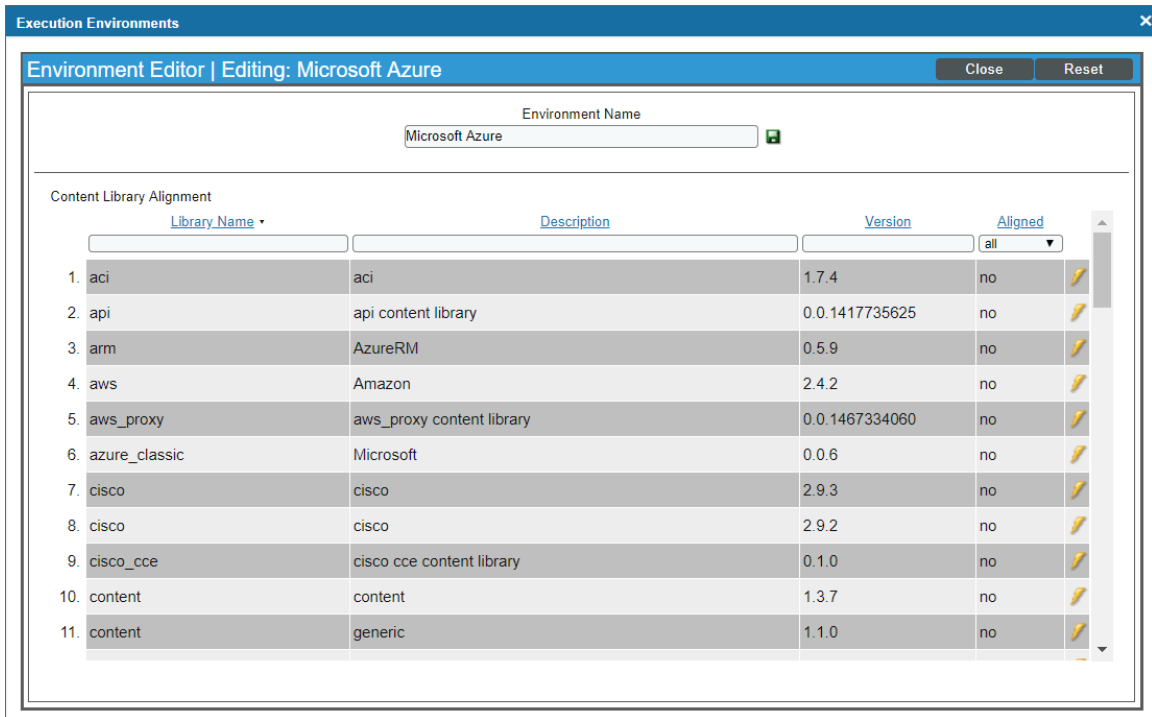 Execution Environments
Environment Editor | Editing: Microsoft Azure Close Reset
Environment Name
Microsoft Azure
Content Library Alignment
Library Name Description Version Aligned
all
1. aci aci 1.7.4 no
2. api api content library 0.0.1417735625 no
3. arm AzureRM 0.5.9 no
4. aws Amazon 2.4.2 no
5. aws_proxy aws_proxy content library 0.0.1467334060 no
6. azure_classic Microsoft 0.0.6 no
7. cisco cisco 2.9.3 no
8. cisco cisco 2.9.2 no
9. cisco_cce cisco cce content library 0.1.0 no
10. content content 1.3.7 no
11. content generic 1.1.0 no